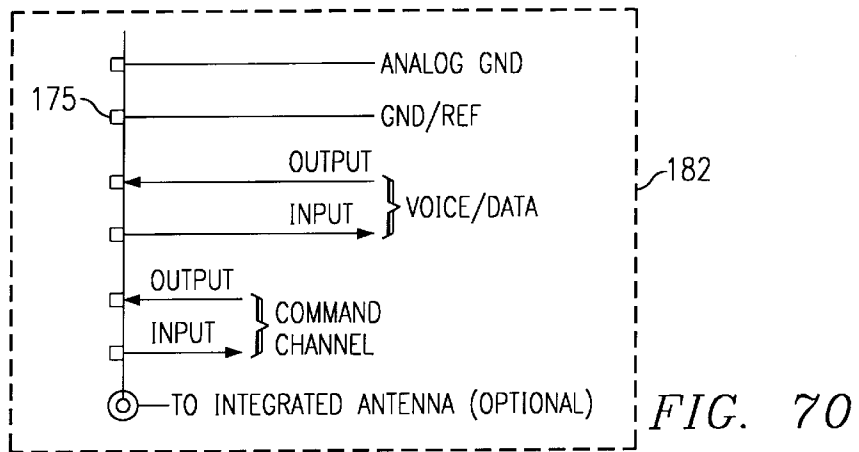 ANALOG GND
175
GND/REF
OUTPUT
182
VOICE/DATA
INPUT
OUTPUT
COMMAND
CHANNEL
INPUT
TO INTEGRATED ANTENNA (OPTIONAL)
FIG. 70